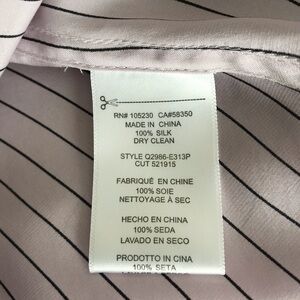 RN# 105230 CA#58350
MADE IN CHINA
100% SILK
DRY CLEAN
STYLE Q2986-E313P
CUT 521915
FABRIQUÉ EN CHINE
100% SOIE
NETTOYAGE À SEC
HECHO EN CHINO
100% SEDA
LAVADO EN SECO
PRODOTTO IN CINA
100% SETA